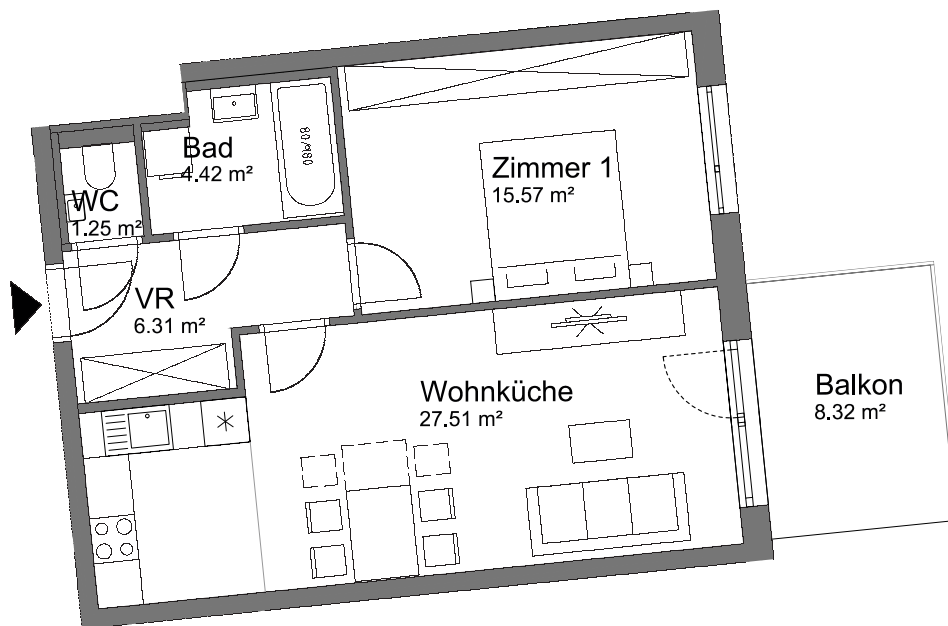 Bad
4.42 m²
Zimmer 1
15.57 m²
WC
1.25 m²
VR
6.31 m²
Wohnküche
27.51 m²
Balkon
8.32 m²